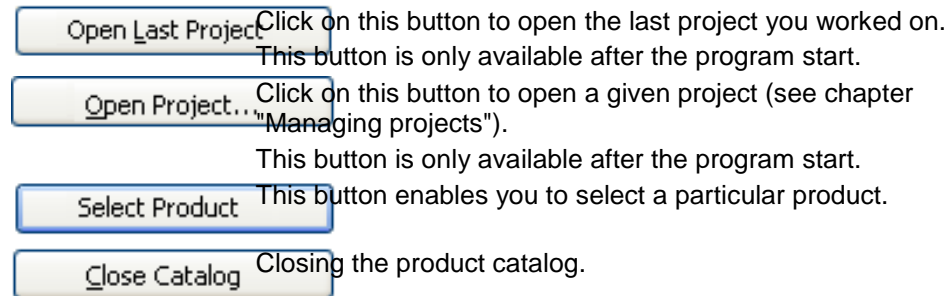 Open Last Project Click on this button to open the last project you worked on.
This button is only available after the program start.
Open Project... Click on this button to open a given project (see chapter
"Managing projects").
This button is only available after the program start.
Select Product This button enables you to select a particular product.
Close Catalog Closing the product catalog.